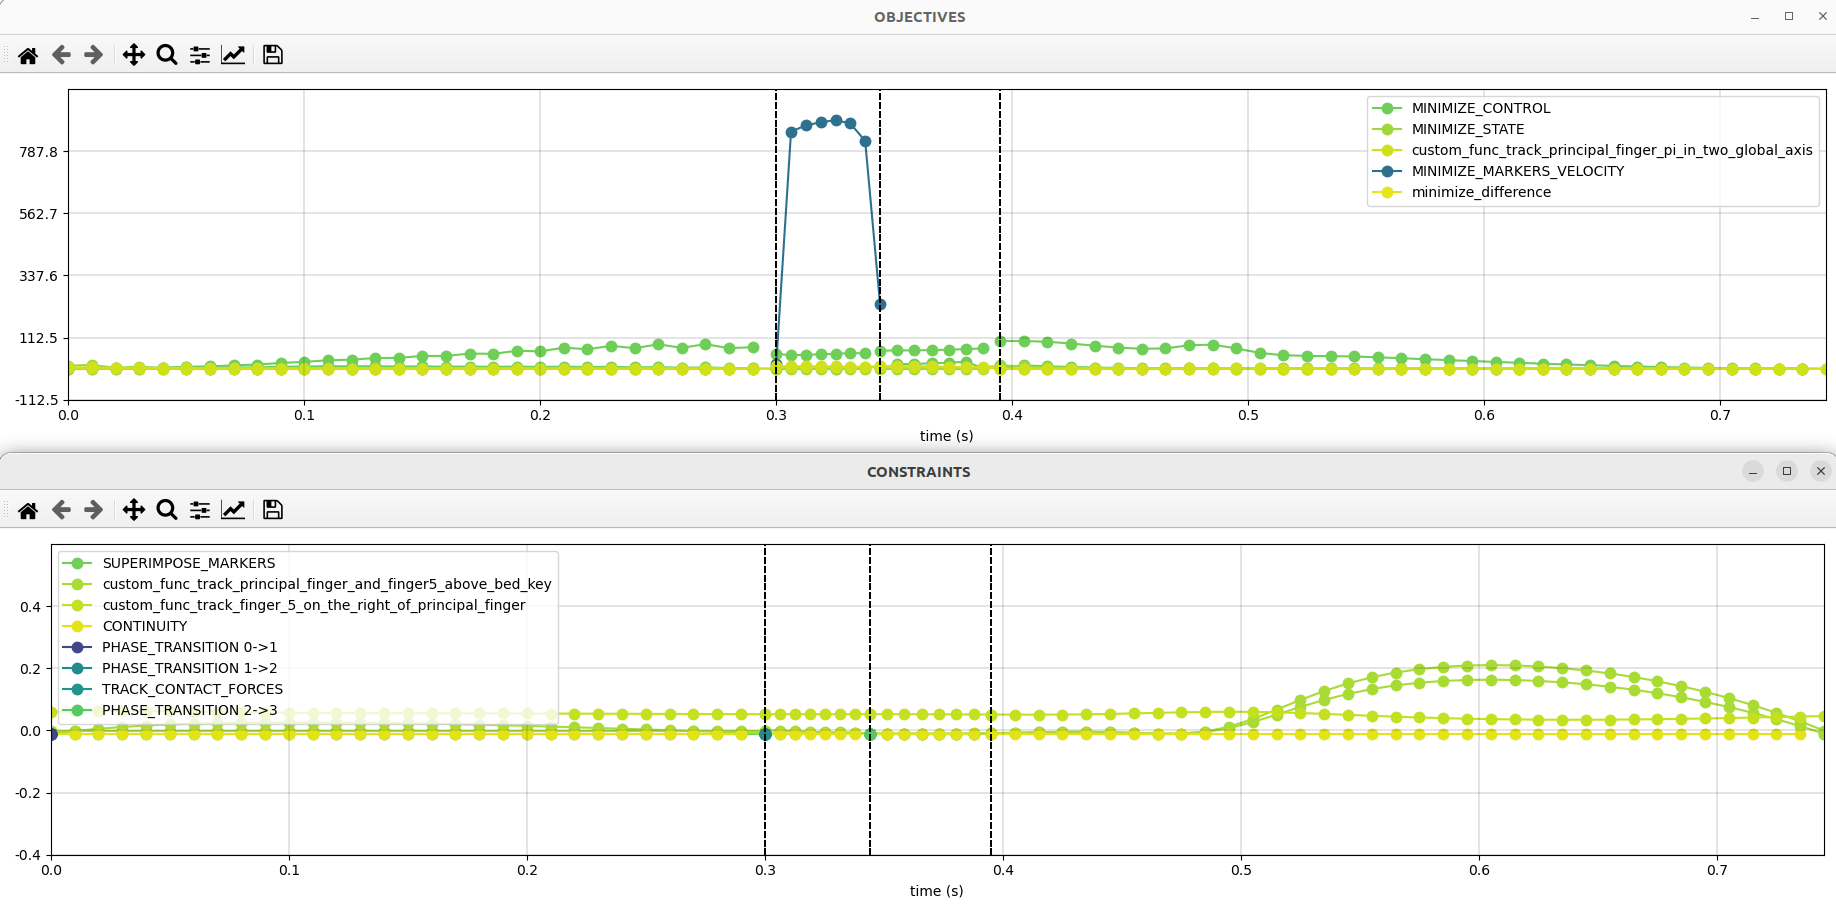 OBJECTIVES
787.8
562.7
337.6
112.5
-112.5
0.0 0.1 0.2 0.3 0.4 0.5 0.6 0.7
time (s)
MINIMIZE_CONTROL
MINIMIZE_STATE
custom_func_track_principal_finger_pi_in_two_global_axis
MINIMIZE_MARKERS_VELOCITY
minimize_difference
CONSTRAINTS
SUPERIMPOSE_MARKERS
custom_func_track_principal_finger_and_finger5_above_bed_key
custom_func_track_finger_5_on_the_right_of_principal_finger
CONTINUITY
PHASE_TRANSITION 0->1
PHASE_TRANSITION 1->2
TRACK_CONTACT_FORCES
PHASE_TRANSITION 2->3
0.4
0.2
0.0
-0.2
-0.4
0.0 0.1 0.2 0.3 0.4 0.5 0.6 0.7
time (s)